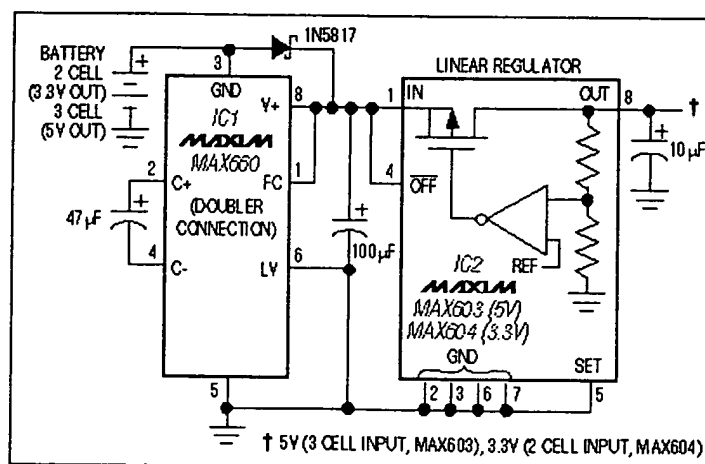 BATTERY
2 CELL
(3.3V OUT)
3 CELL
(5V OUT)
+
3
GND
IC1
MAXIM
MAX660
(DOUBLER
CONNECTION)
1N5817
8
V+
1
FC
6
LV
2
C+
+
47µF
4
C-
5
+
100µF
LINEAR REGULATOR
1
IN
4
OFF
OUT
8
†
+
10µF
REF
IC2
MAXIM
MAX603 (5V)
MAX604 (3.3V)
GND
2
3
6
7
SET
5
† 5V (3 CELL INPUT, MAX603), 3.3V (2 CELL INPUT, MAX604)